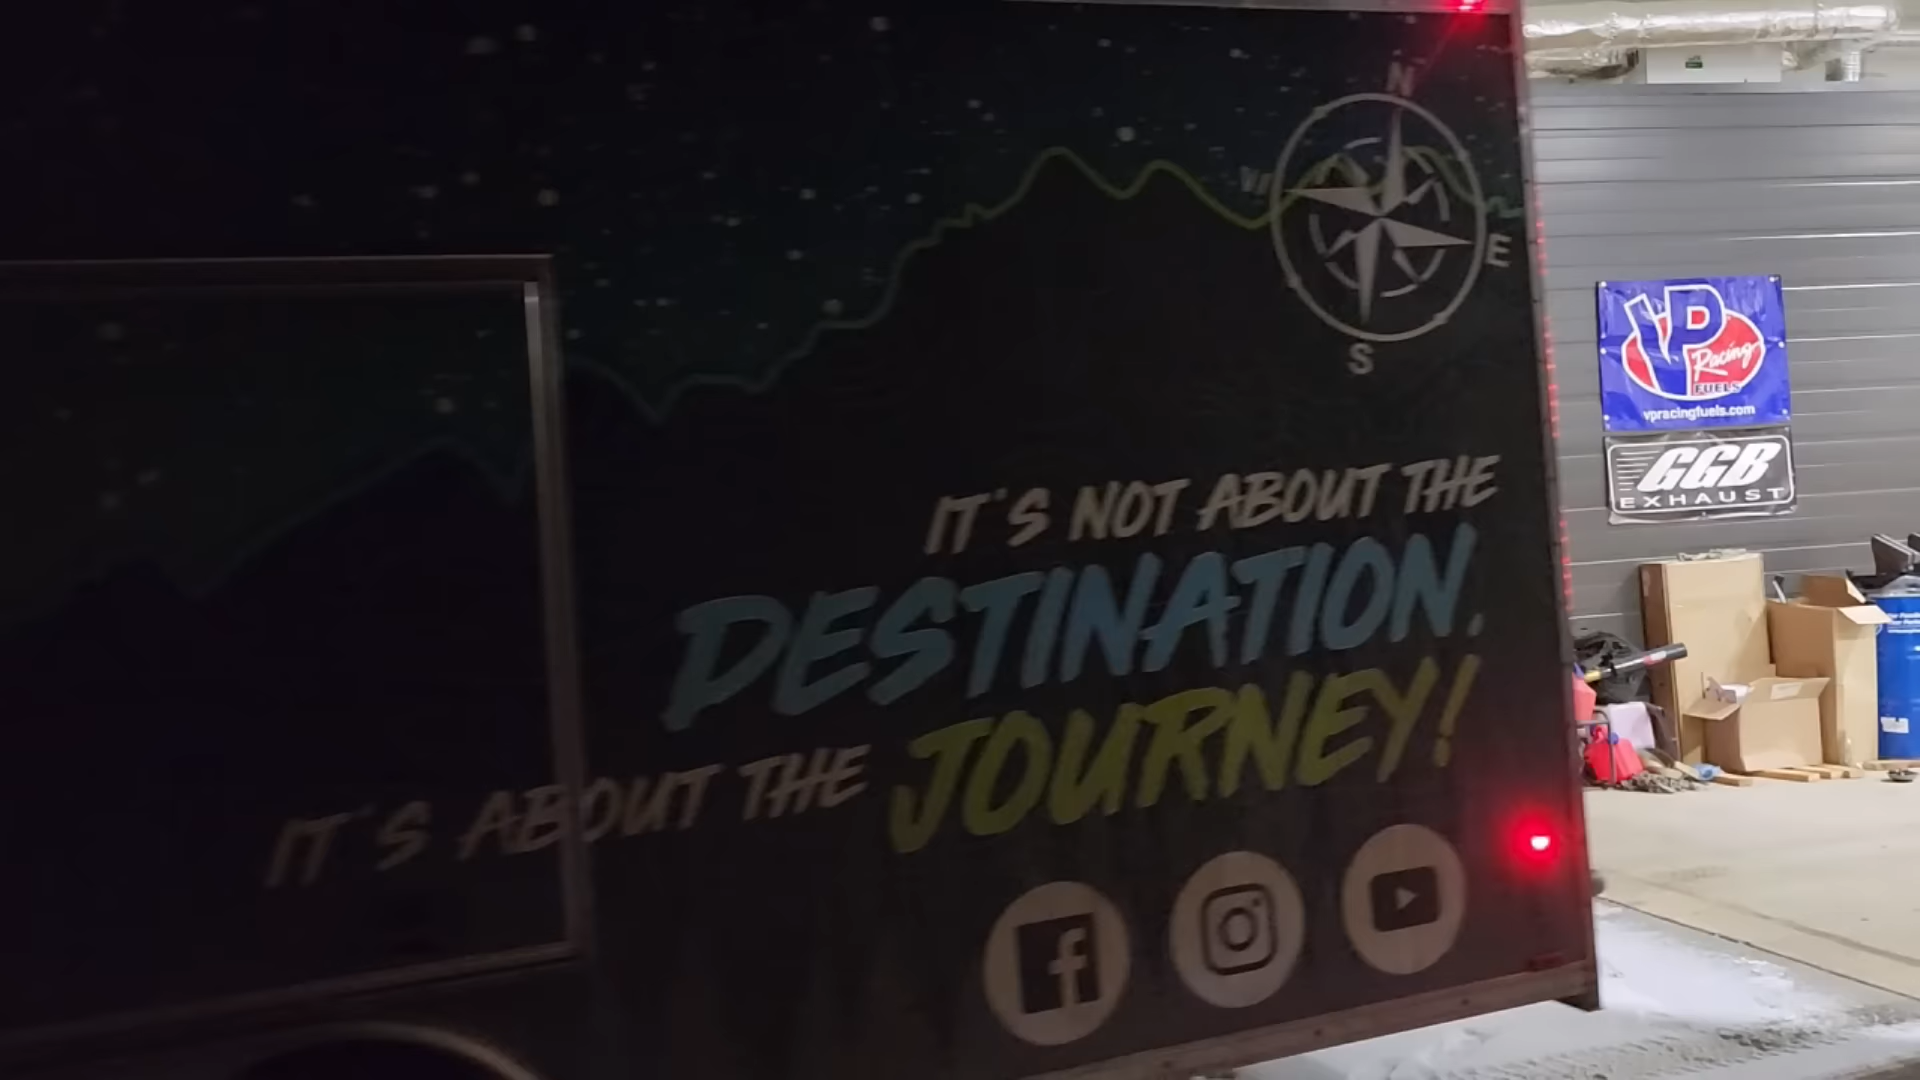 N
W
E
S
IT'S NOT ABOUT THE
DESTINATION.
IT'S ABOUT THE JOURNEY!
VP
Racing
FUELS
vpracingfuels.com
GGB
EXHAUST